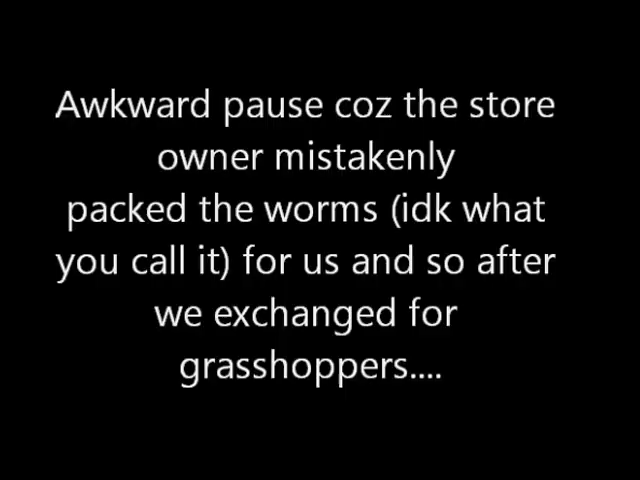 Awkward pause coz the store
owner mistakenly
packed the worms (idk what
you call it) for us and so after
we exchanged for
grasshoppers....